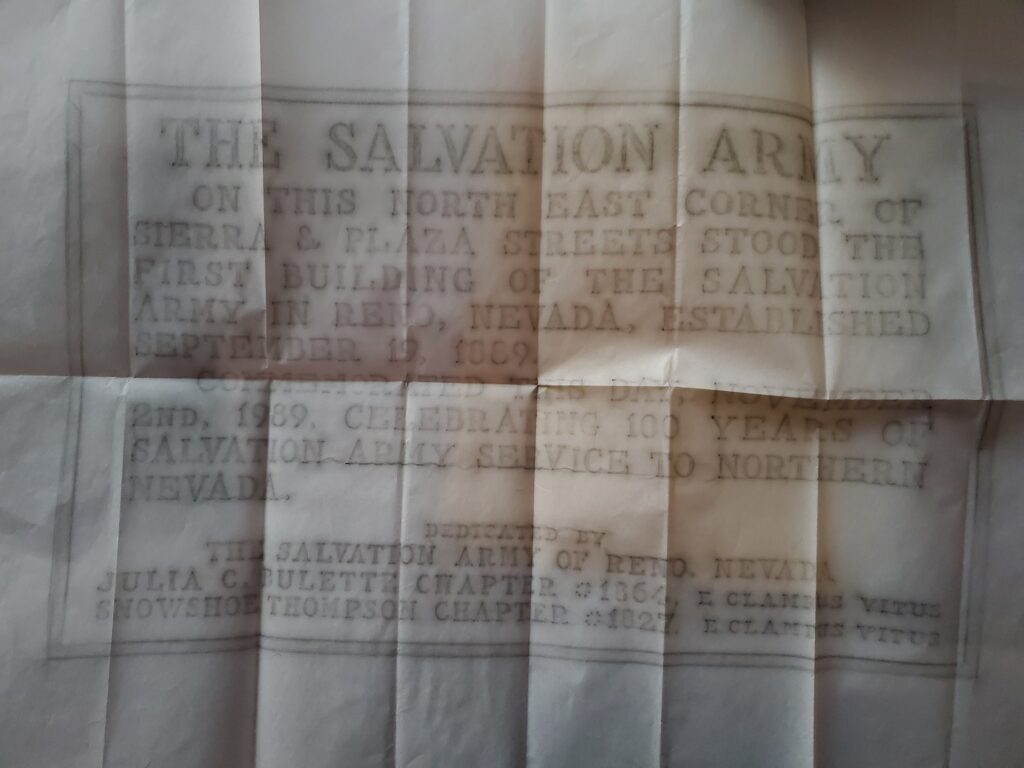 THE SALVATION ARMY
ON THIS NORTH EAST CORNER OF
SIERRA & PLAZA STREETS STOOD THE
FIRST BUILDING OF THE SALVATION
ARMY IN RENO, NEVADA, ESTABLISHED
SEPTEMBER 19, 1889.
COMMEMORATED THIS DAY, NOVEMBER
2ND, 1989, CELEBRATING 100 YEARS OF
SALVATION ARMY SERVICE TO NORTHERN
NEVADA.
DEDICATED BY
THE SALVATION ARMY OF RENO, NEVADA
JULIA C. BULETTE CHAPTER 1864, E CLAMPUS VITUS
SNOWSHOE THOMPSON CHAPTER 1827, E CLAMPUS VITUS